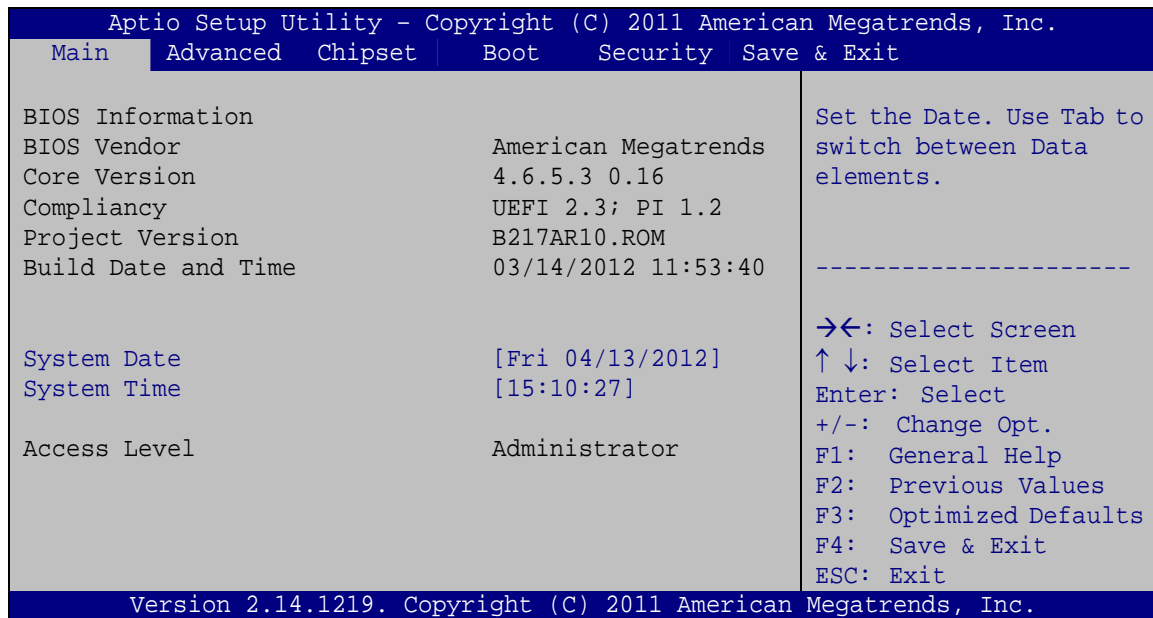 Aptio Setup Utility – Copyright (C) 2011 American Megatrends, Inc.
Main Advanced Chipset Boot Security Save & Exit
BIOS Information
BIOS Vendor American Megatrends
Core Version 4.6.5.3 0.16
Compliancy UEFI 2.3; PI 1.2
Project Version B217AR10.ROM
Build Date and Time 03/14/2012 11:53:40
System Date [Fri 04/13/2012]
System Time [15:10:27]
Access Level Administrator
Set the Date. Use Tab to
switch between Data
elements.
----------------------
→←: Select Screen
↑ ↓: Select Item
Enter: Select
+/-: Change Opt.
F1: General Help
F2: Previous Values
F3: Optimized Defaults
F4: Save & Exit
ESC: Exit
Version 2.14.1219. Copyright (C) 2011 American Megatrends, Inc.